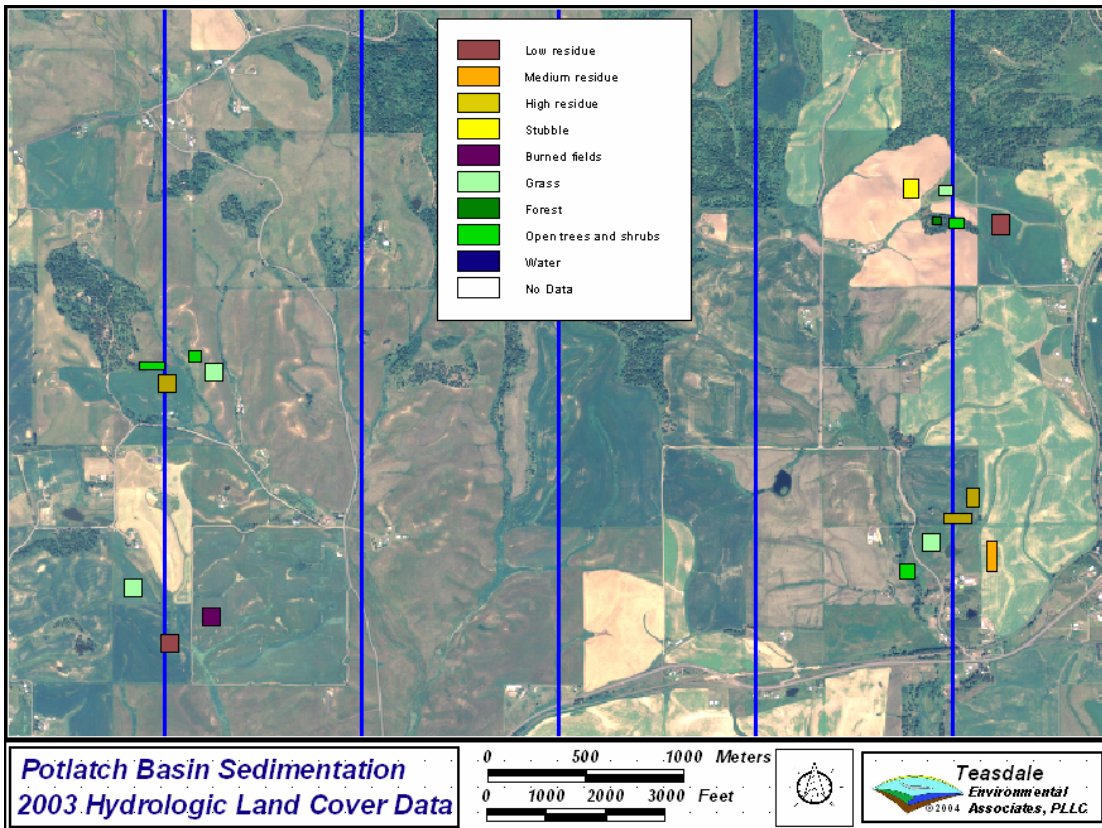 Low residue
Medium residue
High residue
Stubble
Burned fields
Grass
Forest
Open trees and shrubs
Water
No Data
Potlatch Basin Sedimentation
2003 Hydrologic Land Cover Data
0 500 1000 Meters
0 1000 2000 3000 Feet
Teasdale
Environmental
©2004 Associates, PLLC